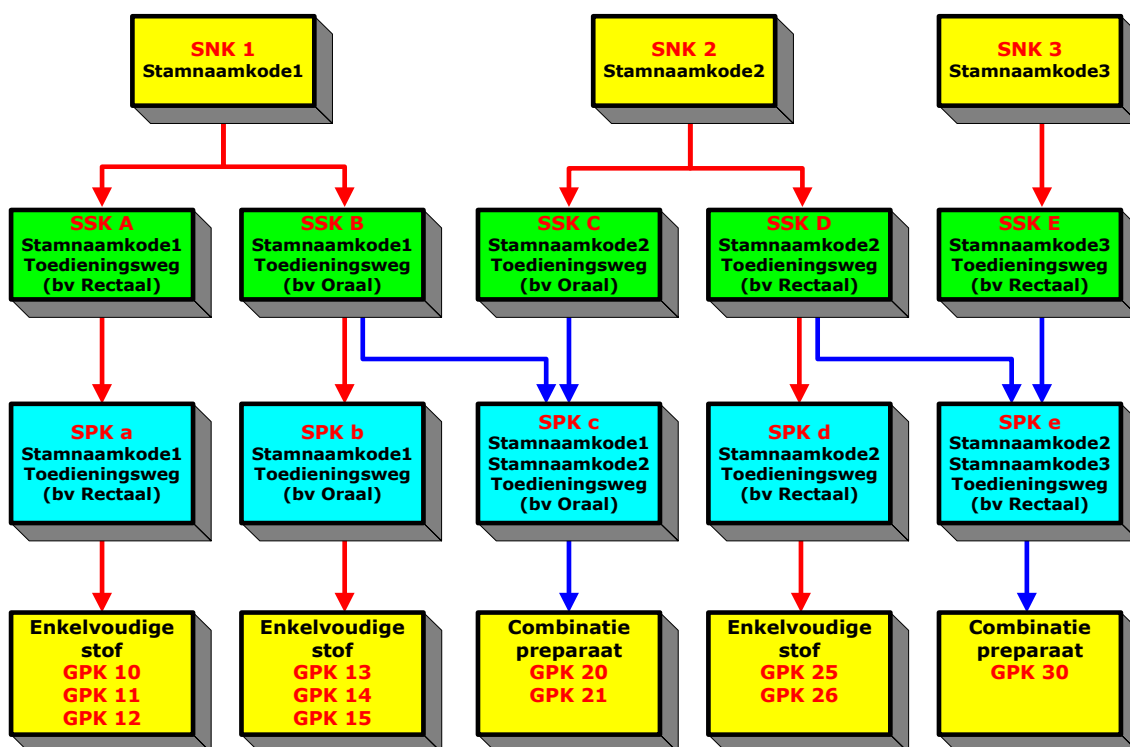 SNK 1
Stamnaamkode1
SNK 2
Stamnaamkode2
SNK 3
Stamnaamkode3
SSK A
Stamnaamkode1
Toedieningsweg
(bv Rectaal)
SSK B
Stamnaamkode1
Toedieningsweg
(bv Oraal)
SSK C
Stamnaamkode2
Toedieningsweg
(bv Oraal)
SSK D
Stamnaamkode2
Toedieningsweg
(bv Rectaal)
SSK E
Stamnaamkode3
Toedieningsweg
(bv Rectaal)
SPK a
Stamnaamkode1
Toedieningsweg
(bv Rectaal)
SPK b
Stamnaamkode1
Toedieningsweg
(bv Oraal)
SPK c
Stamnaamkode1
Stamnaamkode2
Toedieningsweg
(bv Oraal)
SPK d
Stamnaamkode2
Toedieningsweg
(bv Rectaal)
SPK e
Stamnaamkode2
Stamnaamkode3
Toedieningsweg
(bv Rectaal)
Enkelvoudige
stof
GPK 10
GPK 11
GPK 12
Enkelvoudige
stof
GPK 13
GPK 14
GPK 15
Combinatie
preparaat
GPK 20
GPK 21
Enkelvoudige
stof
GPK 25
GPK 26
Combinatie
preparaat
GPK 30